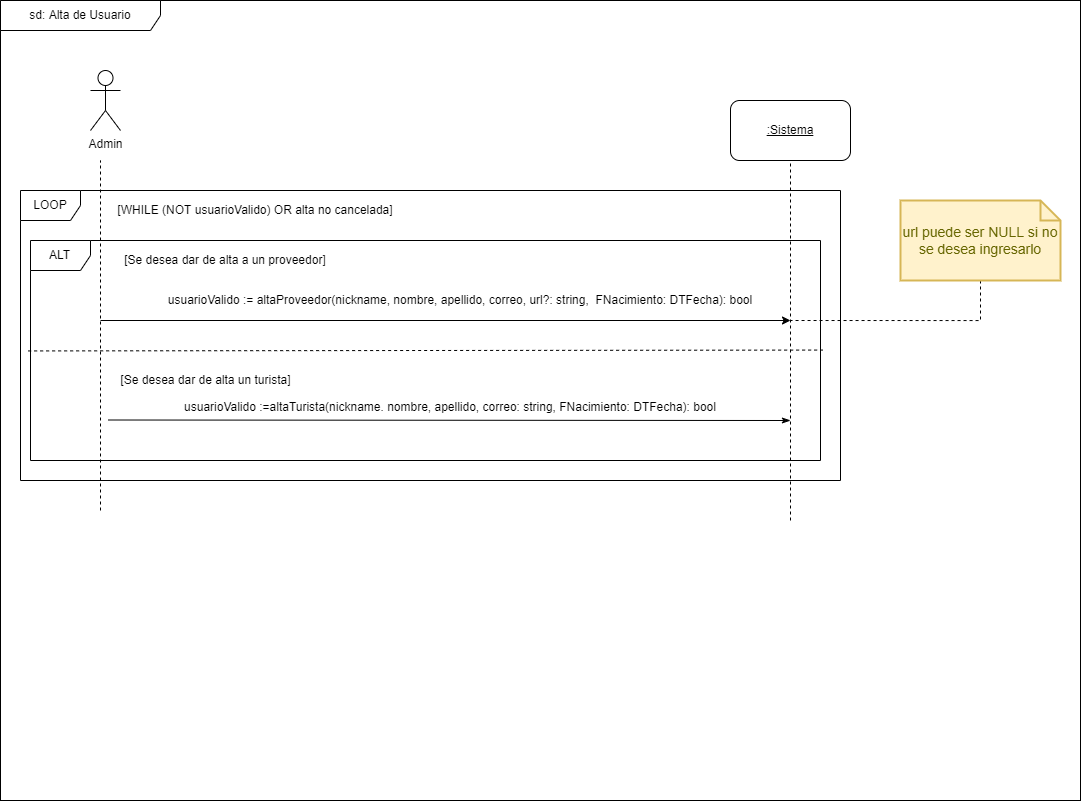 sd: Alta de Usuario
Admin
:Sistema
LOOP
[WHILE (NOT usuarioValido) OR alta no cancelada]
url puede ser NULL si no
se desea ingresarlo
ALT
[Se desea dar de alta a un proveedor]
usuarioValido := altaProveedor(nickname, nombre, apellido, correo, url?: string,  FNacimiento: DTFecha): bool
[Se desea dar de alta un turista]
usuarioValido :=altaTurista(nickname. nombre, apellido, correo: string, FNacimiento: DTFecha): bool